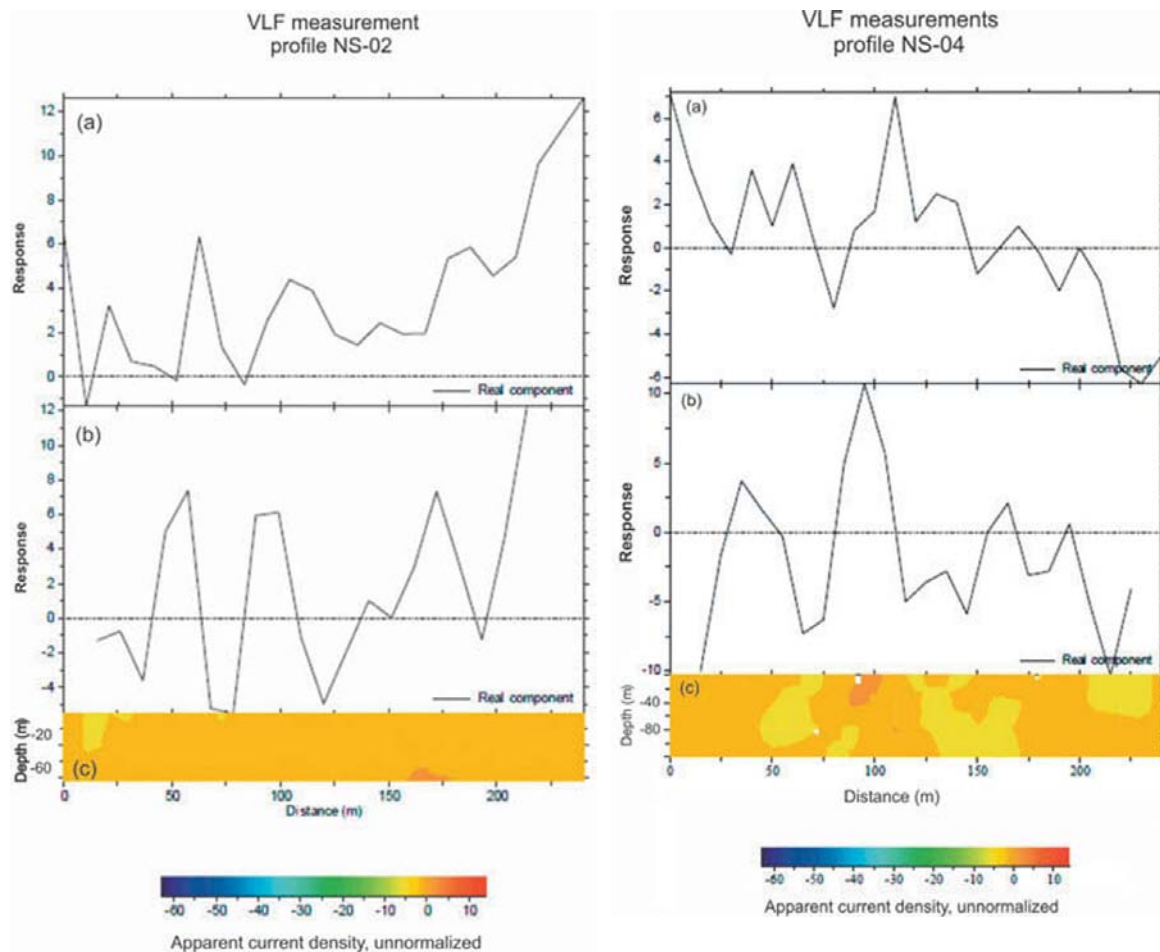 VLF measurement
profile NS-02
(a)
12
10
8
6
4
2
0
Response
Real component
(b)
12
10
8
6
4
2
0
-2
-4
Response
Real component
(c)
-20
-60
Depth (m)
0
50
100
150
200
Distance (m)
-60
-50
-40
-30
-20
-10
0
10
Apparent current density, unnormalized
VLF measurements
profile NS-04
(a)
6
4
2
0
-2
-4
-6
Response
Real component
(b)
10
5
0
-5
-10
Response
Real component
(c)
-40
-80
Depth (m)
0
50
100
150
200
Distance (m)
-60
-50
-40
-30
-20
-10
0
10
Apparent current density, unnormalized